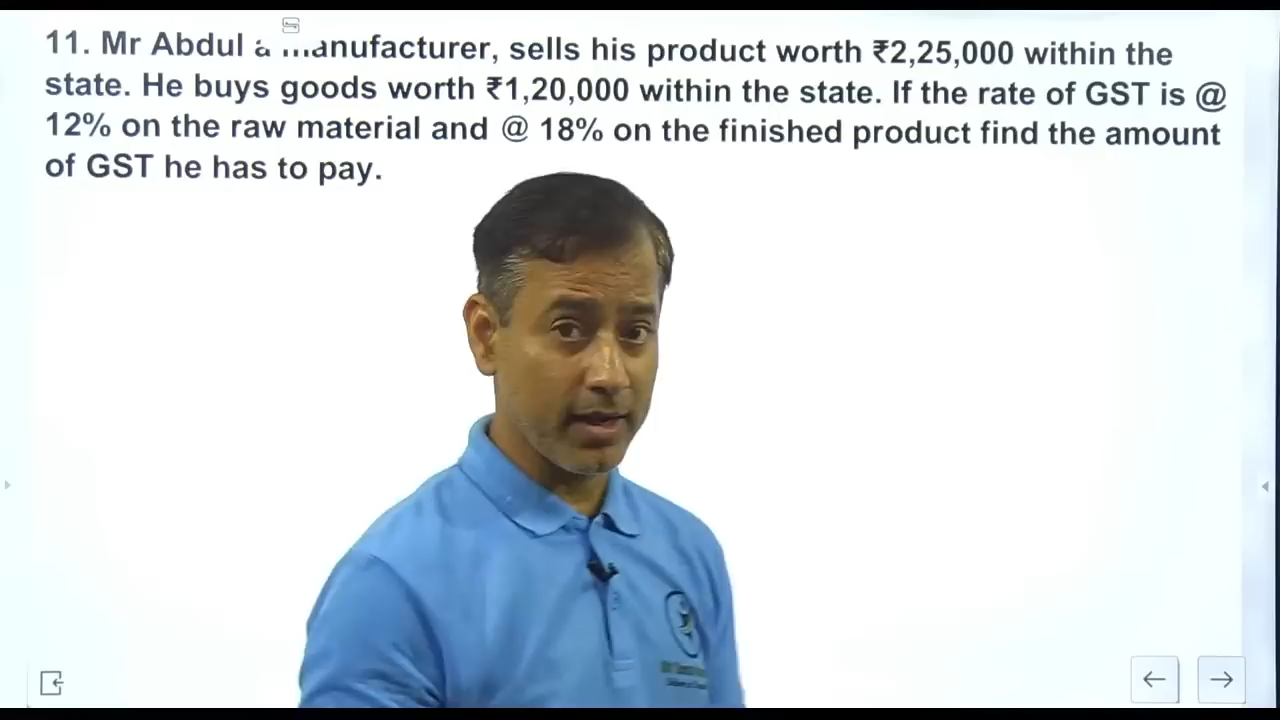 11. Mr Abdul a manufacturer, sells his product worth ₹2,25,000 within the
state. He buys goods worth ₹1,20,000 within the state. If the rate of GST is @
12% on the raw material and @ 18% on the finished product find the amount
of GST he has to pay.